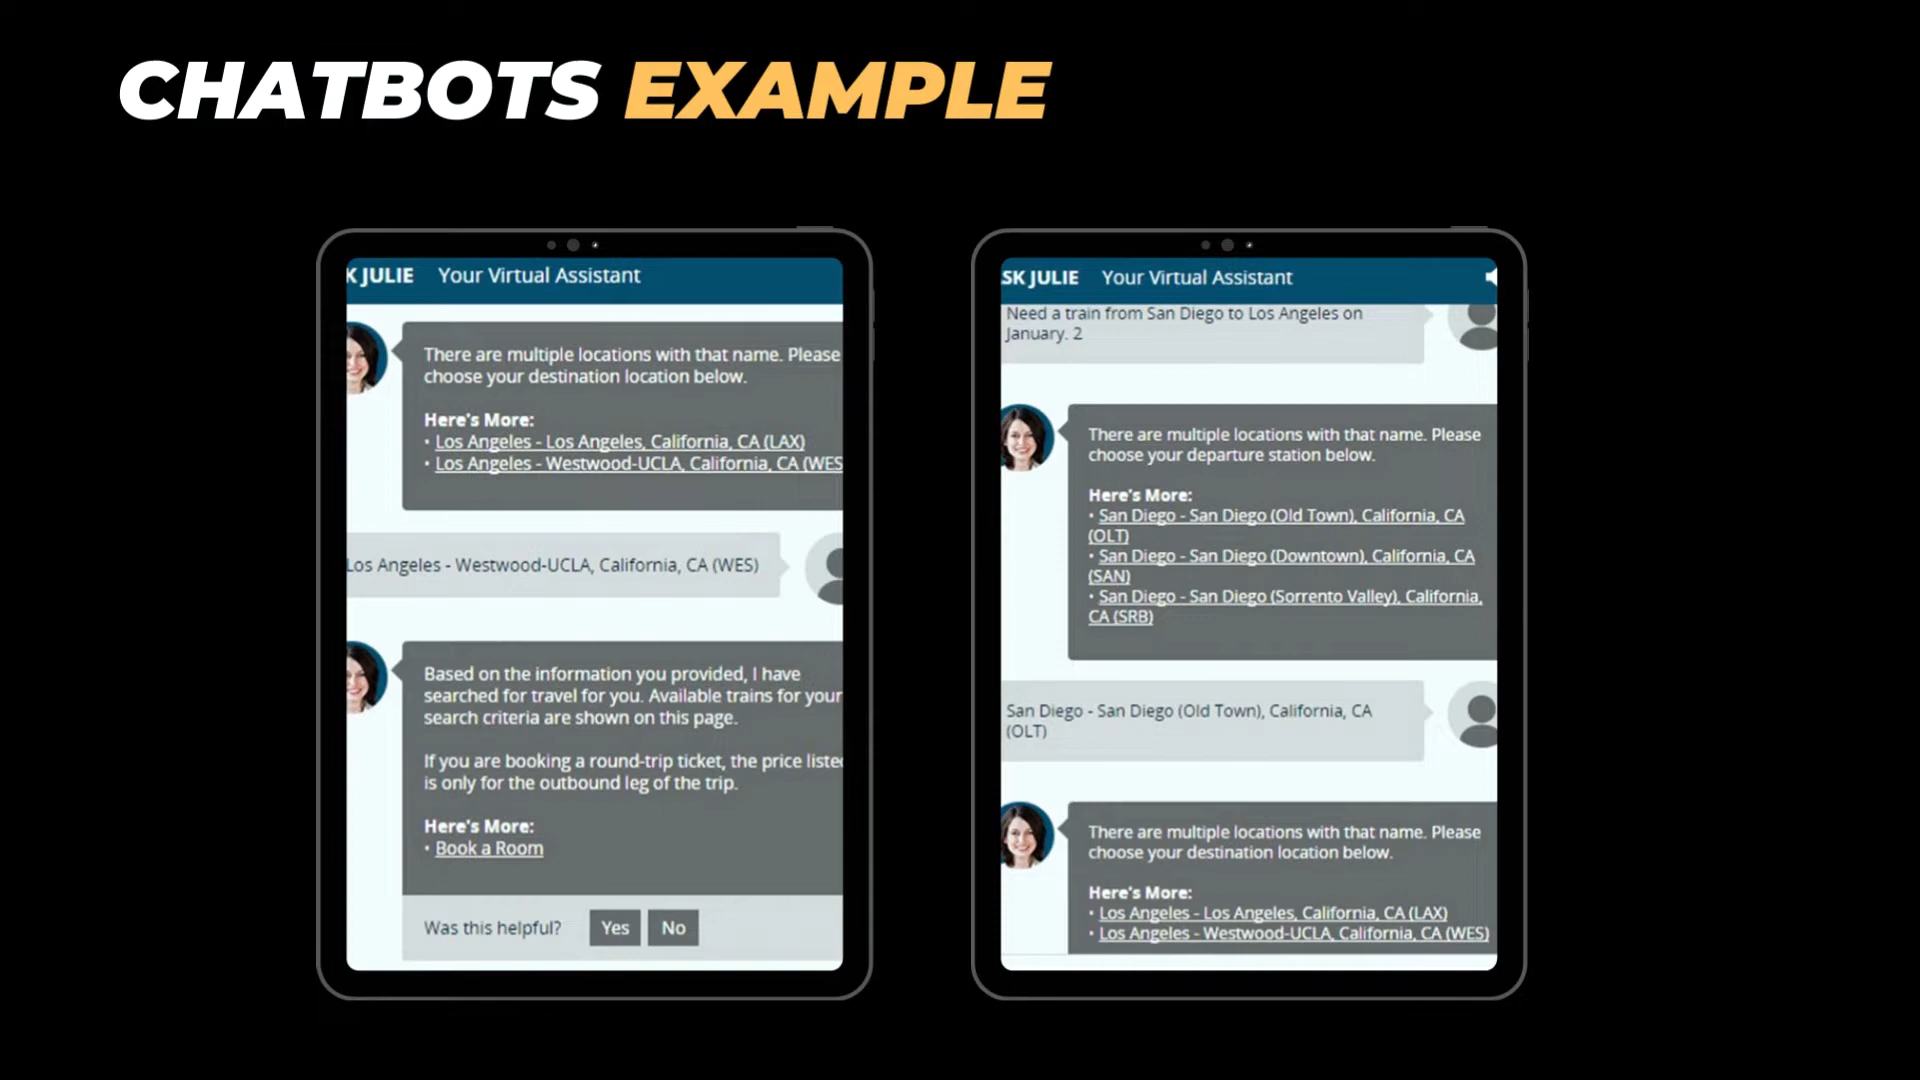 CHATBOTS EXAMPLE
K JULIE Your Virtual Assistant
There are multiple locations with that name. Please
choose your destination location below.
Here's More:
• Los Angeles - Los Angeles, California, CA (LAX)
• Los Angeles - Westwood-UCLA, California, CA (WES
Los Angeles - Westwood-UCLA, California, CA (WES)
Based on the information you provided, I have
searched for travel for you. Available trains for your
search criteria are shown on this page.
If you are booking a round-trip ticket, the price listed
is only for the outbound leg of the trip.
Here's More:
• Book a Room
Was this helpful? Yes No
SK JULIE Your Virtual Assistant
Need a train from San Diego to Los Angeles on
January. 2
There are multiple locations with that name. Please
choose your departure station below.
Here's More:
• San Diego - San Diego (Old Town), California, CA
(OLT)
• San Diego - San Diego (Downtown), California, CA
(SAN)
• San Diego - San Diego (Sorrento Valley), California,
CA (SRB)
San Diego - San Diego (Old Town), California, CA
(OLT)
There are multiple locations with that name. Please
choose your destination location below.
Here's More:
• Los Angeles - Los Angeles, California, CA (LAX)
• Los Angeles - Westwood-UCLA, California, CA (WES)